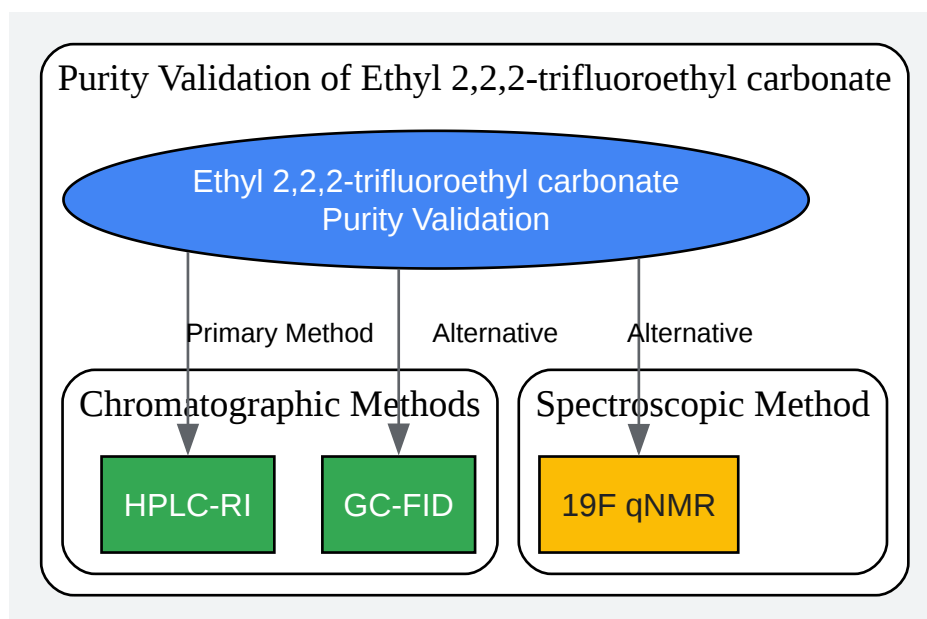 Purity Validation of Ethyl 2,2,2-trifluoroethyl carbonate
Ethyl 2,2,2-trifluoroethyl carbonate
Purity Validation
Primary Method
Alternative
Alternative
Chromatographic Methods
Spectroscopic Method
HPLC-RI
GC-FID
19F qNMR